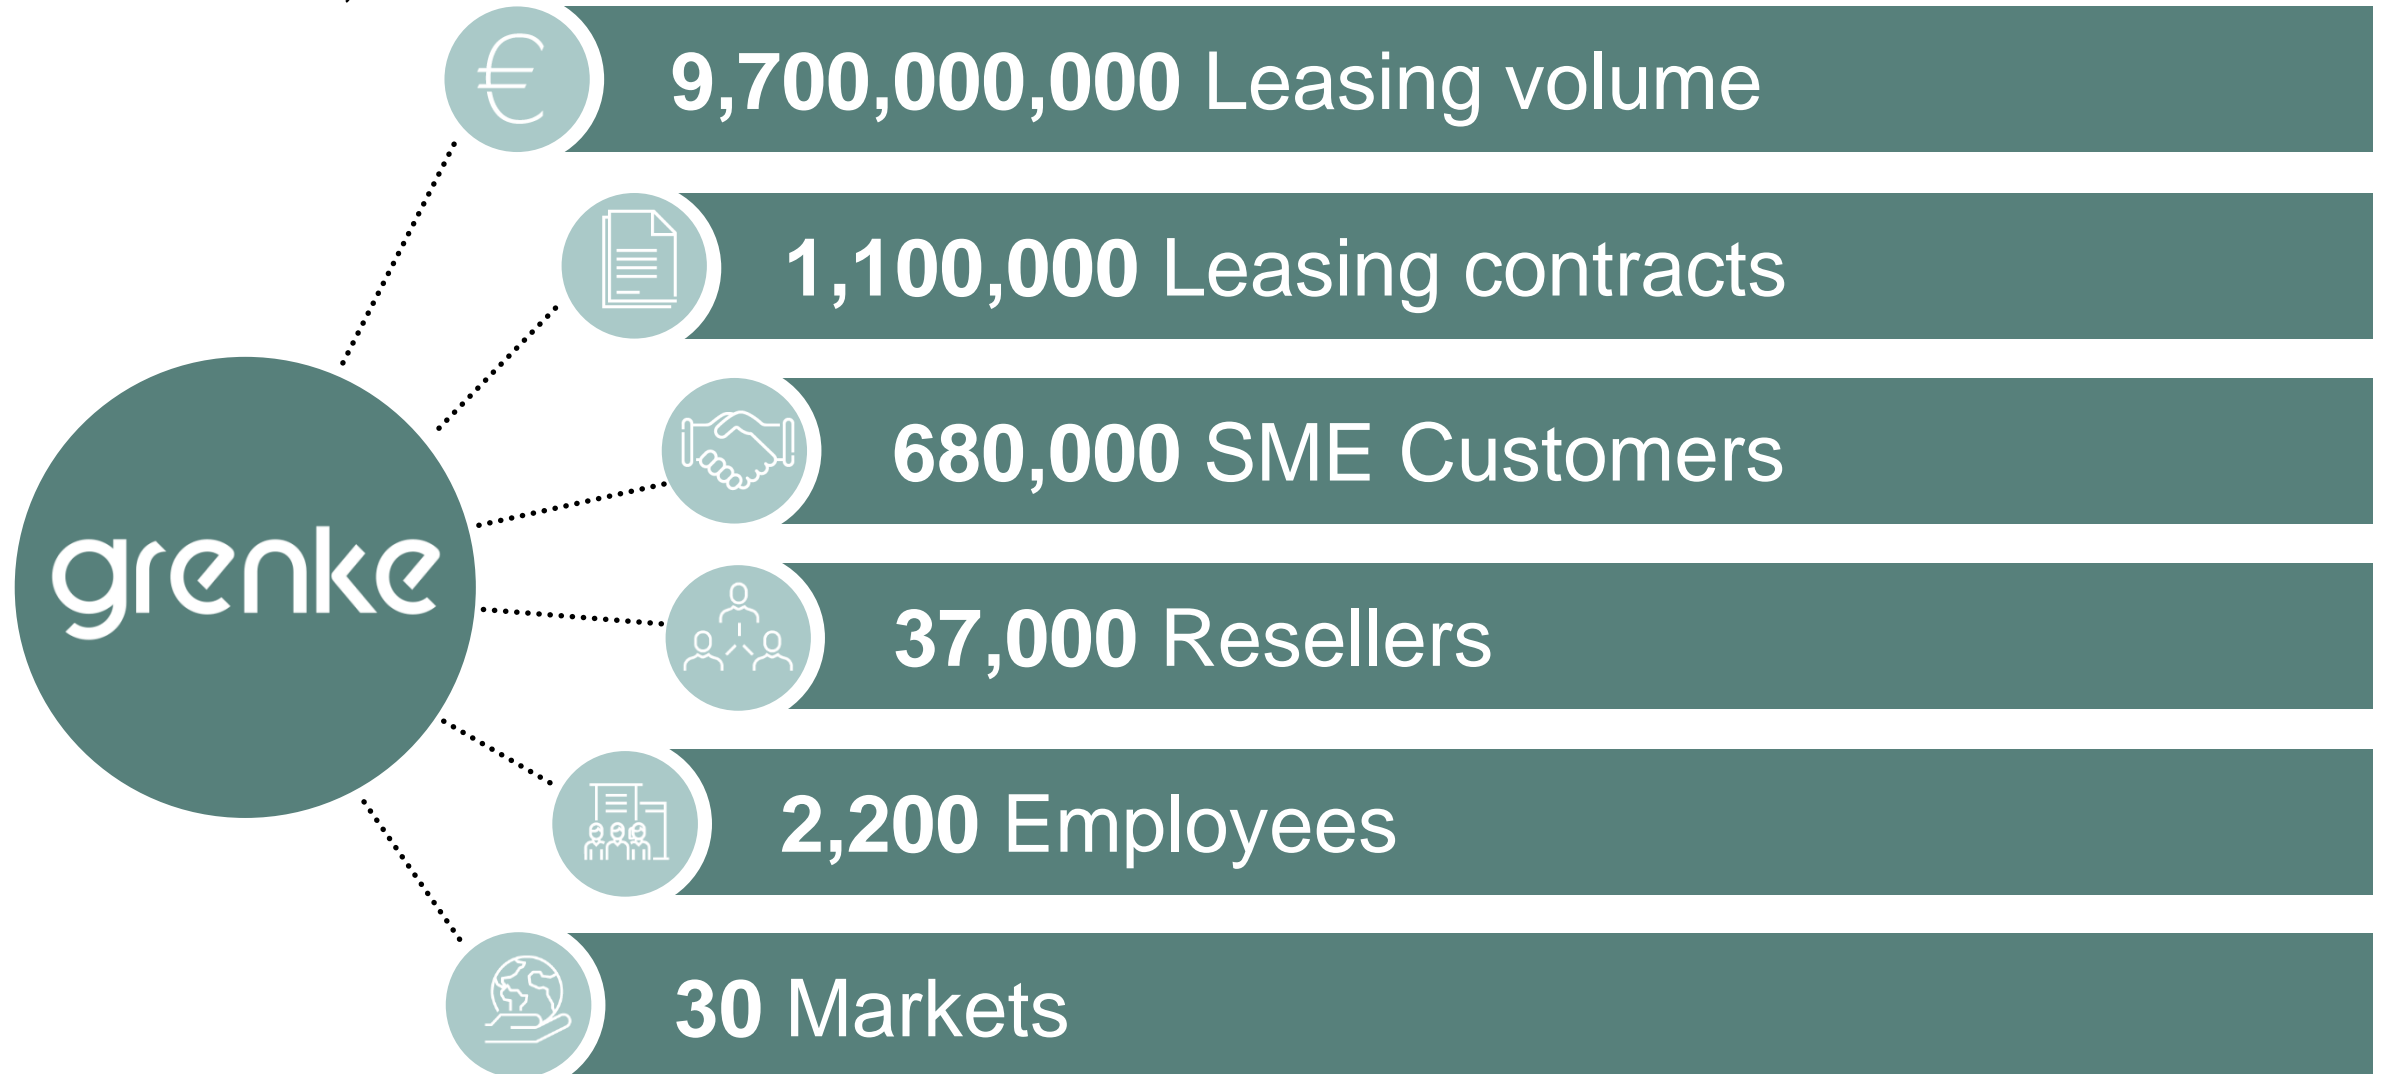 €
9,700,000,000 Leasing volume
1,100,000 Leasing contracts
680,000 SME Customers
grenke
37,000 Resellers
2,200 Employees
30 Markets